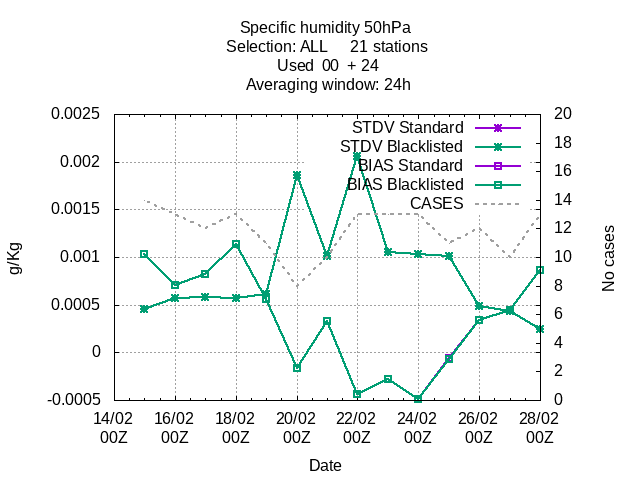 Specific humidity 50hPa
Selection: ALL 21 stations
Used 00 + 24
Averaging window: 24h
0.0025
0.002
0.0015
0.001
0.0005
0
-0.0005
g/Kg
STDV Standard
STDV Blacklisted
BIAS Standard
BIAS Blacklisted
CASES
20
18
16
14
12
10
8
6
4
2
0
No cases
14/02 16/02 18/02 20/02 22/02 24/02 26/02 28/02
00Z 00Z 00Z 00Z 00Z 00Z 00Z 00Z
Date